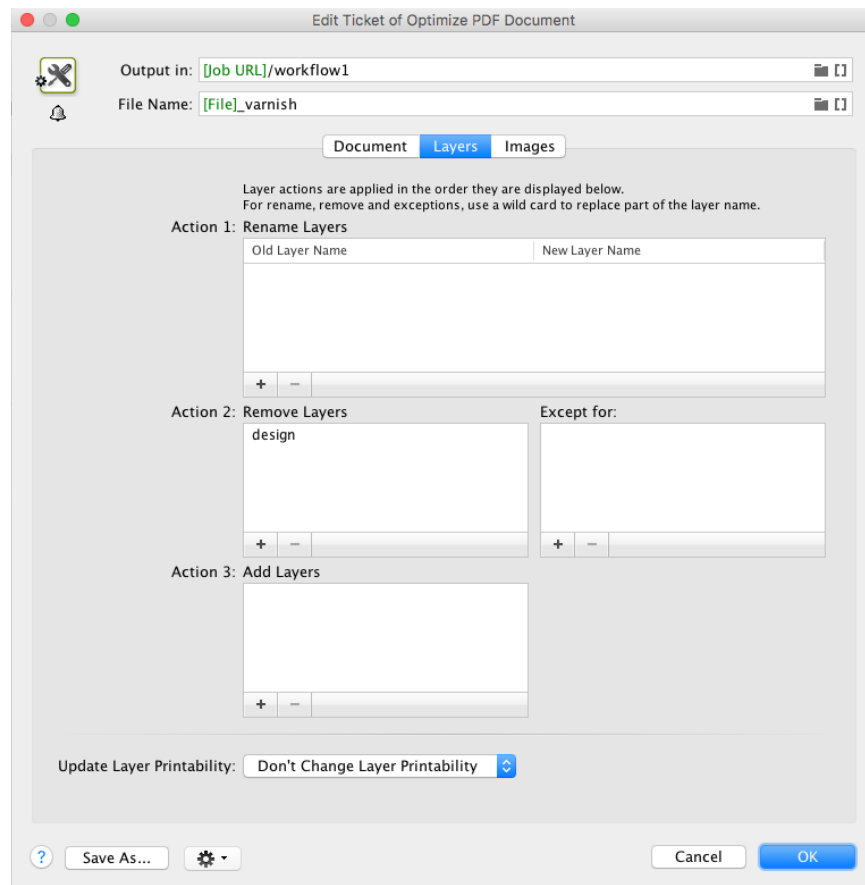 Edit Ticket of Optimize PDF Document
Output in: [Job URL]/workflow1
File Name: [File]_varnish
Document Layers Images
Layer actions are applied in the order they are displayed below.
For rename, remove and exceptions, use a wild card to replace part of the layer name.
Action 1: Rename Layers
Old Layer Name New Layer Name
+ −
Action 2: Remove Layers Except for:
design
+ − + −
Action 3: Add Layers
+ −
Update Layer Printability: Don't Change Layer Printability
? Save As... Cancel OK